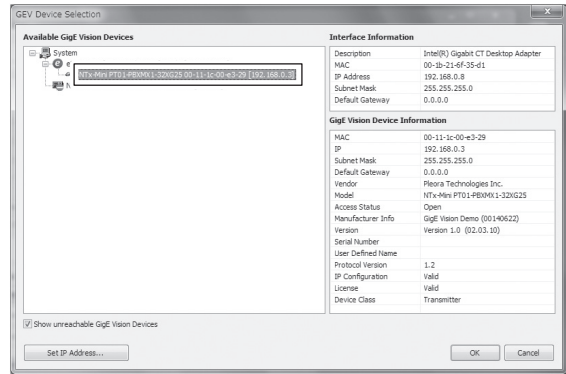 GEV Device Selection
Available GigE Vision Devices
System
e
NTx-Mini PT01-PBXMX1-32XG25 00-11-1c-00-e3-29 [192.168.0.3]
Interface Information
Description Intel(R) Gigabit CT Desktop Adapter
MAC 00-1b-21-6f-35-d1
IP Address 192.168.0.8
Subnet Mask 255.255.255.0
Default Gateway 0.0.0.0
GigE Vision Device Information
MAC 00-11-1c-00-e3-29
IP 192.168.0.3
Subnet Mask 255.255.255.0
Default Gateway 0.0.0.0
Vendor Pleora Technologies Inc.
Model NTx-Mini PT01-PBXMX1-32XG25
Access Status Open
Manufacturer Info GigE Vision Demo (00140622)
Version Version 1.0 (02.03.10)
Serial Number
User Defined Name
Protocol Version 1.2
IP Configuration Valid
License Valid
Device Class Transmitter
Show unreachable GigE Vision Devices
Set IP Address...
OK Cancel